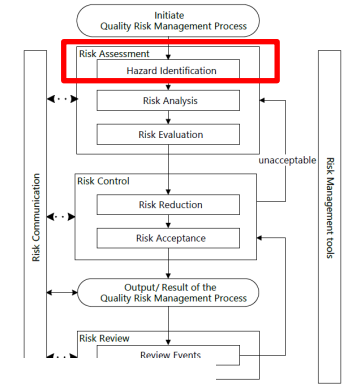 Initiate
Quality Risk Management Process
Risk Assessment
Hazard Identification
Risk Analysis
Risk Evaluation
unacceptable
Risk Communication
Risk Management tools
Risk Control
Risk Reduction
Risk Acceptance
Output/ Result of the
Quality Risk Management Process
Risk Review
Review Events